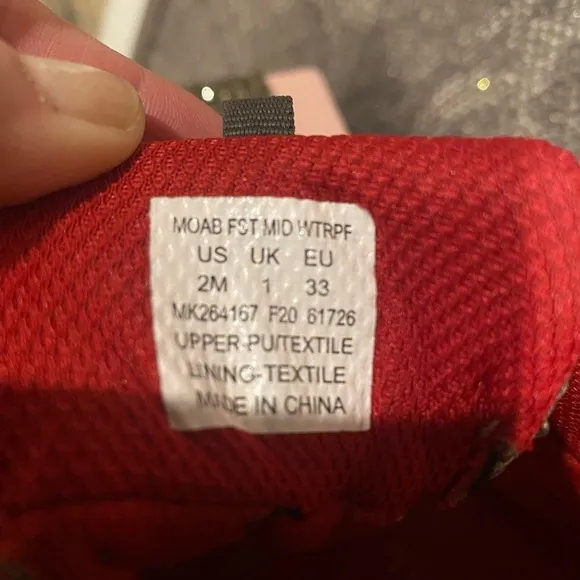 MOAB FST MID WTRPF
US UK EU
2M 1 33
MK264167 F20 61726
UPPER-PU/TEXTILE
LINING-TEXTILE
MADE IN CHINA